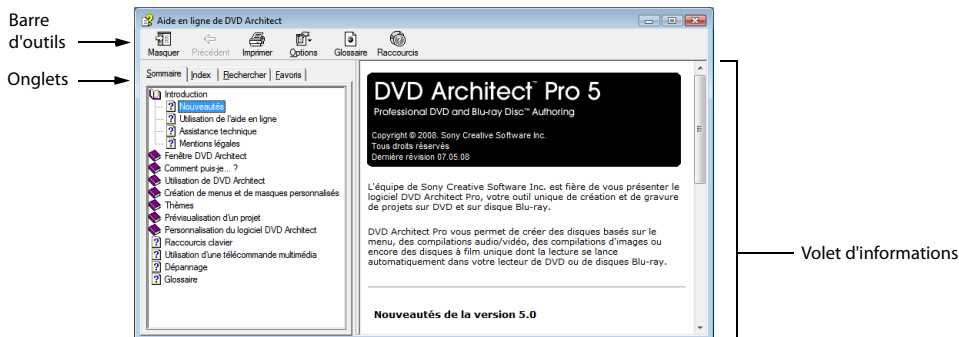 Barre
d'outils
Onglets
Aide en ligne de DVD Architect
Masquer Précédent Imprimer Options Glossaire Raccourcis
Sommaire Index Rechercher Favoris
Introduction
Nouveautés
Utilisation de l'aide en ligne
Assistance technique
Mentions légales
Fenêtre DVD Architect
Comment puis-je... ?
Utilisation de DVD Architect
Création de menus et de masques personnalisés
Thèmes
Prévisualisation d'un projet
Personnalisation du logiciel DVD Architect
Raccourcis clavier
Utilisation d'une télécommande multimédia
Dépannage
Glossaire
DVD Architect™ Pro 5
Professional DVD and Blu-ray Disc™ Authoring
Copyright © 2008. Sony Creative Software Inc.
Tous droits réservés
Dernière révision 07.05.08
L'équipe de Sony Creative Software Inc. est fière de vous présenter le
logiciel DVD Architect Pro, votre outil unique de création et de gravure
de projets sur DVD et sur disque Blu-ray.
DVD Architect Pro vous permet de créer des disques basés sur le
menu, des compilations audio/vidéo, des compilations d'images ou
encore des disques à film unique dont la lecture se lance
automatiquement dans votre lecteur de DVD ou de disques Blu-ray.
Nouveautés de la version 5.0
Volet d'informations